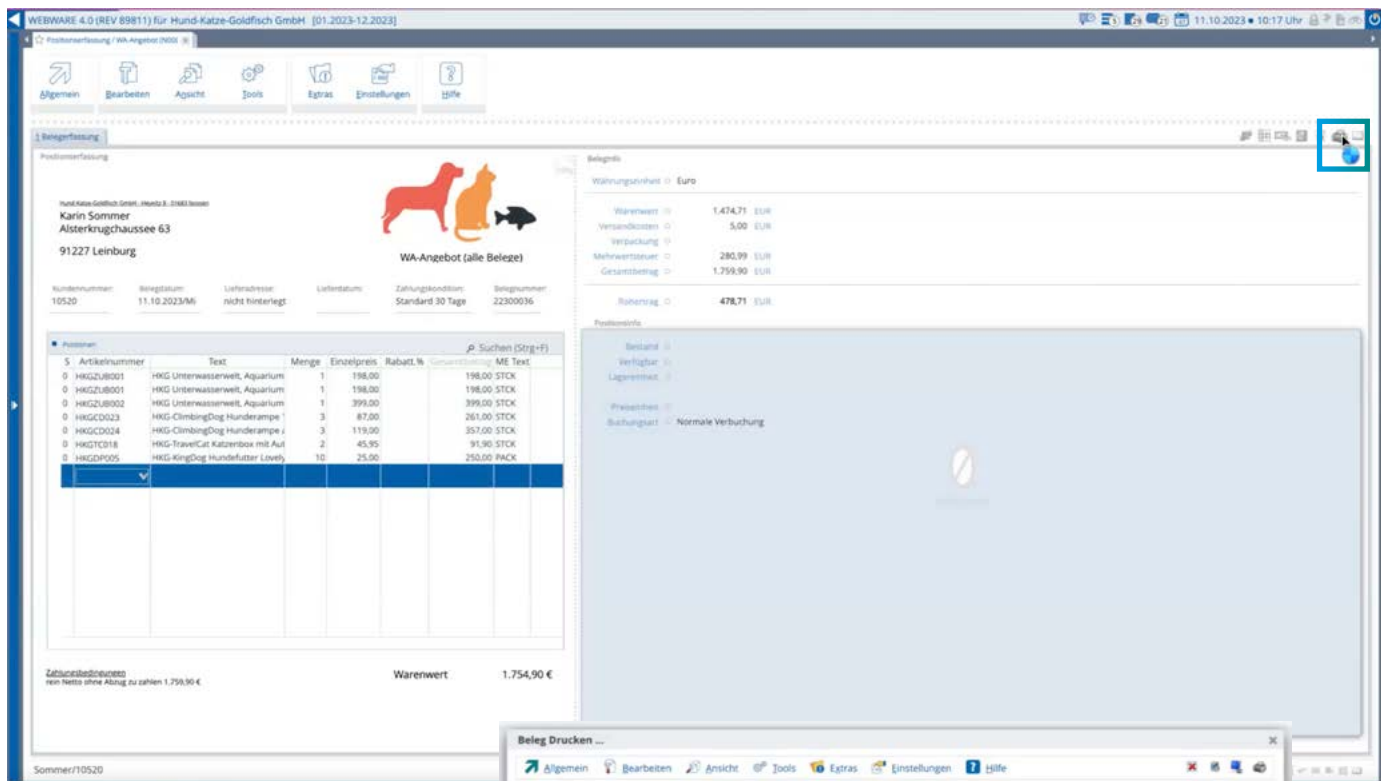 WEBWARE 4.0 (REV 89811) für Hund-Katze-Goldfisch GmbH [01.2023-12.2023]
11.10.2023 • 10:17 Uhr
Positionserfassung / WA-Angebot (N00)
Allgemein Bearbeiten Ansicht Tools Extras Einstellungen Hilfe
1 Belegerfassung
Positionserfassung
Hund-Katze-Goldfisch GmbH
Karin Sommer
Alsterkrugchaussee 63
91227 Leinburg
WA-Angebot (alle Belege)
Kundennummer: Belegdatum: Lieferadresse: Lieferdatum: Zahlungskondition: Belegnummer:
10520 11.10.2023/Mi nicht hinterlegt Standard 30 Tage 22300036
Positionen Suchen (Strg+F)
S Artikelnummer Text Menge Einzelpreis Rabatt.% Gesamtbetrag ME Text
0 HKGZUB001 HKG Unterwasserwelt, Aquarium 1 198,00 198,00 STCK
0 HKGZUB001 HKG Unterwasserwelt, Aquarium 1 198,00 198,00 STCK
0 HKGZUB002 HKG Unterwasserwelt, Aquarium 1 399,00 399,00 STCK
0 HKGCD023 HKG-ClimbingDog Hunderampe 3 87,00 261,00 STCK
0 HKGCD024 HKG-ClimbingDog Hunderampe 3 119,00 357,00 STCK
0 HKGTC018 HKG-TravelCat Katzenbox mit Aut 2 45,95 91,90 STCK
0 HKGDP005 HKG-KingDog Hundefutter Lovely 10 25,00 250,00 PACK
Zahlungsbedingungen
rein Netto ohne Abzug zu zahlen 1.759,90 €
Warenwert 1.754,90 €
Beleginfo
Währungseinheit Euro
Warenwert 1.474,71 EUR
Versandkosten 5,00 EUR
Verpackung
Mehrwertsteuer 280,99 EUR
Gesamtbetrag 1.759,90 EUR
Rohertrag 478,71 EUR
Positionsinfo
Bestand
Verfügbar
Lagereinheit
Preiseinheit
Buchungsart Normale Verbuchung
Beleg Drucken ...
Allgemein Bearbeiten Ansicht Tools Extras Einstellungen Hilfe
Sommer/10520